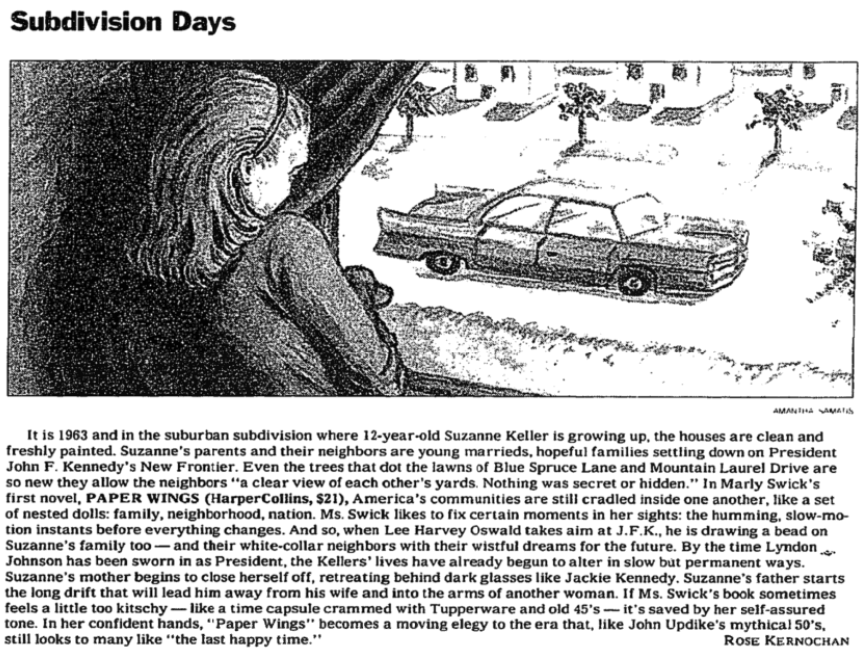 Subdivision Days
It is 1963 and in the suburban subdivision where 12-year-old Suzanne Keller is growing up, the houses are clean and
freshly painted. Suzanne's parents and their neighbors are young marrieds, hopeful families settling down on President
John F. Kennedy's New Frontier. Even the trees that dot the lawns of Blue Spruce Lane and Mountain Laurel Drive are
so new they allow the neighbors "a clear view of each other's yards. Nothing was secret or hidden." In Marly Swick's
first novel, PAPER WINGS (HarperCollins, $21), America's communities are still cradled inside one another, like a set
of nested dolls: family, neighborhood, nation. Ms. Swick likes to fix certain moments in her sights: the humming, slow-mo-
tion instants before everything changes. And so, when Lee Harvey Oswald takes aim at J.F.K., he is drawing a bead on
Suzanne's family too — and their white-collar neighbors with their wistful dreams for the future. By the time Lyndon
Johnson has been sworn in as President, the Kellers' lives have already begun to alter in slow but permanent ways.
Suzanne's mother begins to close herself off, retreating behind dark glasses like Jackie Kennedy. Suzanne's father starts
the long drift that will lead him away from his wife and into the arms of another woman. If Ms. Swick's book sometimes
feels a little too kitschy — like a time capsule crammed with Tupperware and old 45's — it's saved by her self-assured
tone. In her confident hands, "Paper Wings" becomes a moving elegy to the era that, like John Updike's mythical 50's,
still looks to many like "the last happy time." ROSE KERNOCHAN